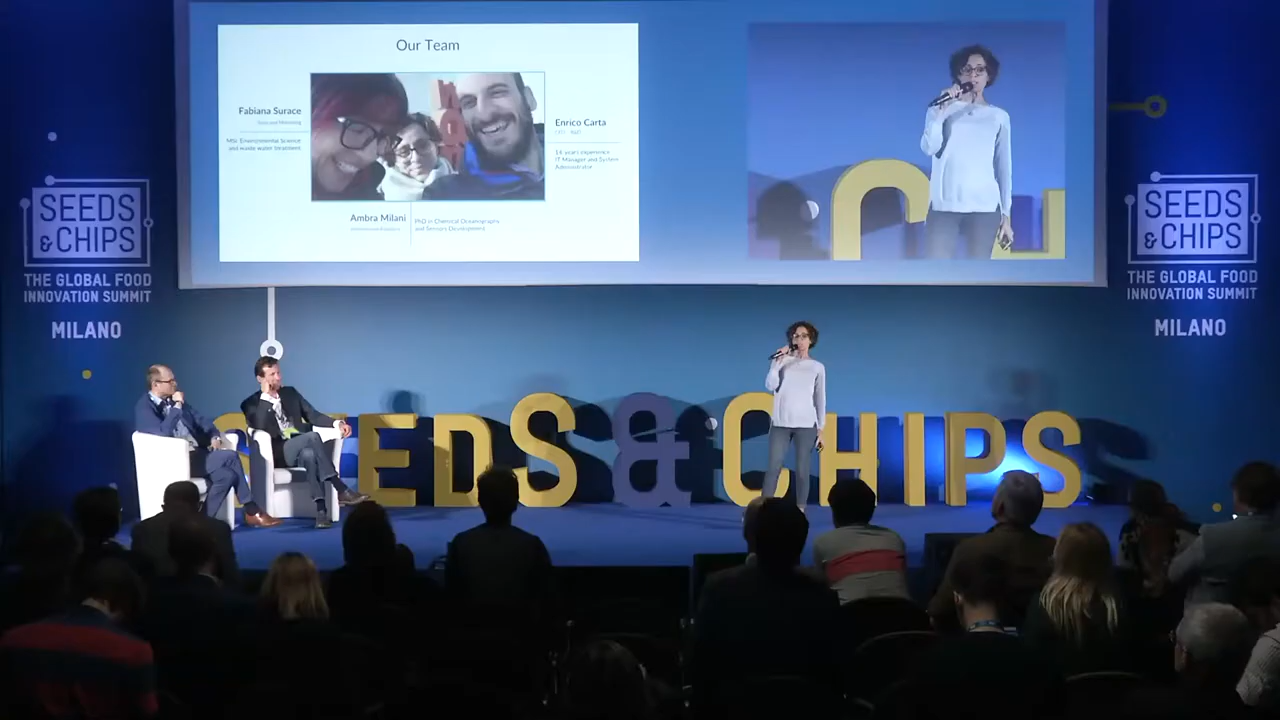 Our Team
Fabiana Surace
MSc Environmental Science
and waste water treatment
Enrico Carta
14 years experience
IT Manager and System
Administrator
Ambra Milani
PhD in Chemical Oceanography
and Sensors Development
SEEDS
& CHIPS
THE GLOBAL FOOD
INNOVATION SUMMIT
MILANO
SEEDS
& CHIPS
THE GLOBAL FOOD
INNOVATION SUMMIT
MILANO
SEEDS & CHIPS